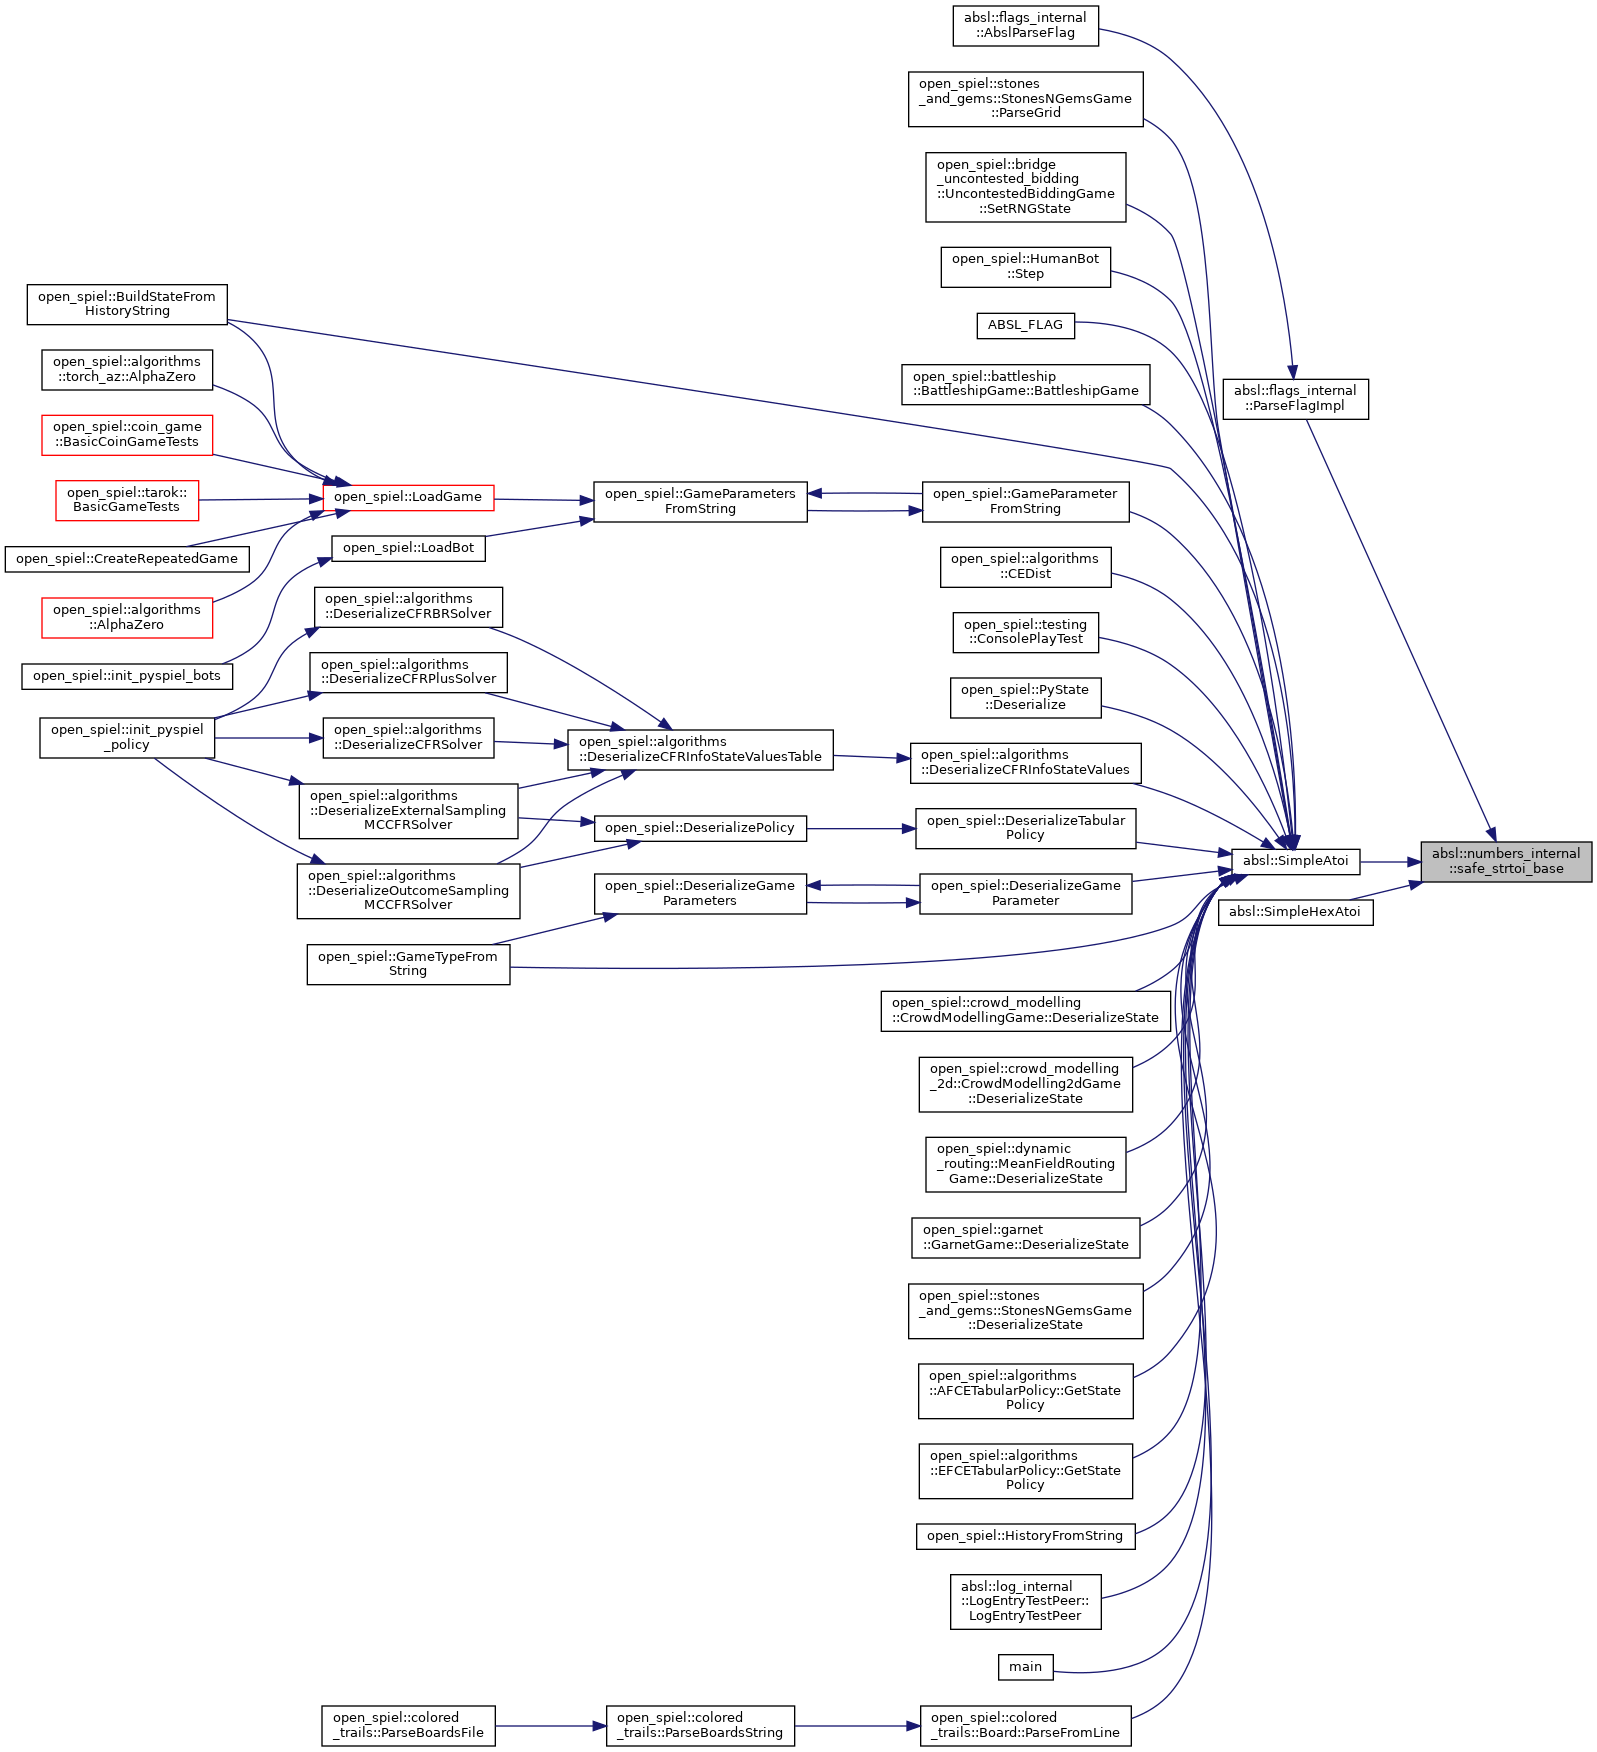 absl::flags_internal
::AbslParseFlag
open_spiel::stones
_and_gems::StonesNGemsGame
::ParseGrid
open_spiel::bridge
_uncontested_bidding
::UncontestedBiddingGame
::SetRNGState
open_spiel::HumanBot
::Step
ABSL_FLAG
open_spiel::battleship
::BattleshipGame::BattleshipGame
absl::flags_internal
::ParseFlagImpl
open_spiel::BuildStateFrom
HistoryString
open_spiel::algorithms
::torch_az::AlphaZero
open_spiel::coin_game
::BasicCoinGameTests
open_spiel::tarok::
BasicGameTests
open_spiel::CreateRepeatedGame
open_spiel::algorithms
::AlphaZero
open_spiel::init_pyspiel_bots
open_spiel::init_pyspiel
_policy
open_spiel::LoadGame
open_spiel::LoadBot
open_spiel::algorithms
::DeserializeCFRBRSolver
open_spiel::algorithms
::DeserializeCFRPlusSolver
open_spiel::algorithms
::DeserializeCFRSolver
open_spiel::algorithms
::DeserializeExternalSampling
MCCFRSolver
open_spiel::algorithms
::DeserializeOutcomeSampling
MCCFRSolver
open_spiel::GameTypeFrom
String
open_spiel::GameParameters
FromString
open_spiel::algorithms
::DeserializeCFRInfoStateValuesTable
open_spiel::DeserializePolicy
open_spiel::DeserializeGame
Parameters
open_spiel::GameParameter
FromString
open_spiel::algorithms
::CEDist
open_spiel::testing
::ConsolePlayTest
open_spiel::PyState
::Deserialize
open_spiel::algorithms
::DeserializeCFRInfoStateValues
open_spiel::DeserializeTabular
Policy
open_spiel::DeserializeGame
Parameter
absl::SimpleAtoi
absl::SimpleHexAtoi
absl::numbers_internal
::safe_strtoi_base
open_spiel::crowd_modelling
::CrowdModellingGame::DeserializeState
open_spiel::crowd_modelling
_2d::CrowdModelling2dGame
::DeserializeState
open_spiel::dynamic
_routing::MeanFieldRouting
Game::DeserializeState
open_spiel::garnet
::GarnetGame::DeserializeState
open_spiel::stones
_and_gems::StonesNGemsGame
::DeserializeState
open_spiel::algorithms
::AFCETabularPolicy::GetState
Policy
open_spiel::algorithms
::EFCETabularPolicy::GetState
Policy
open_spiel::HistoryFromString
absl::log_internal
::LogEntryTestPeer::
LogEntryTestPeer
main
open_spiel::colored
_trails::ParseBoardsFile
open_spiel::colored
_trails::ParseBoardsString
open_spiel::colored
_trails::Board::ParseFromLine